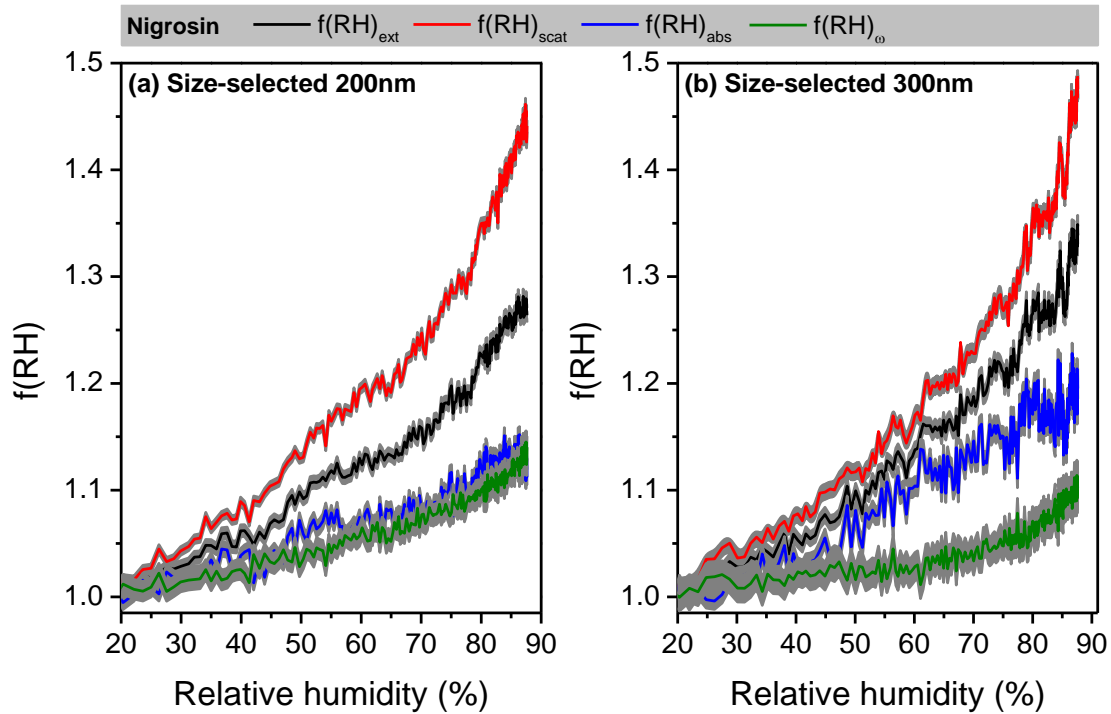 Nigrosin f(RH)ext f(RH)scat f(RH)abs f(RH)ω
(a) Size-selected 200nm
(b) Size-selected 300nm
1.5
1.4
1.3
1.2
1.1
1.0
f(RH)
20 30 40 50 60 70 80 90
Relative humidity (%)
1.5
1.4
1.3
1.2
1.1
1.0
f(RH)
20 30 40 50 60 70 80 90
Relative humidity (%)